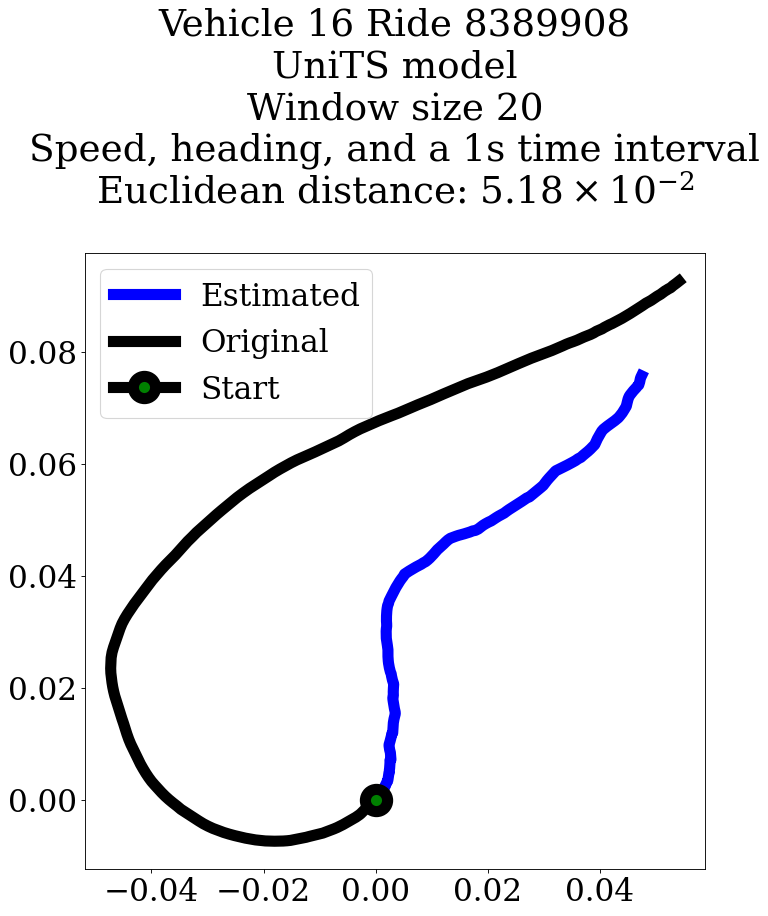 Vehicle 16 Ride 8389908
UniTS model
Window size 20
Speed, heading, and a 1s time interval
Euclidean distance: 5.18 × 10⁻²
Estimated
Original
Start
0.08
0.06
0.04
0.02
0.00
−0.04 −0.02 0.00 0.02 0.04